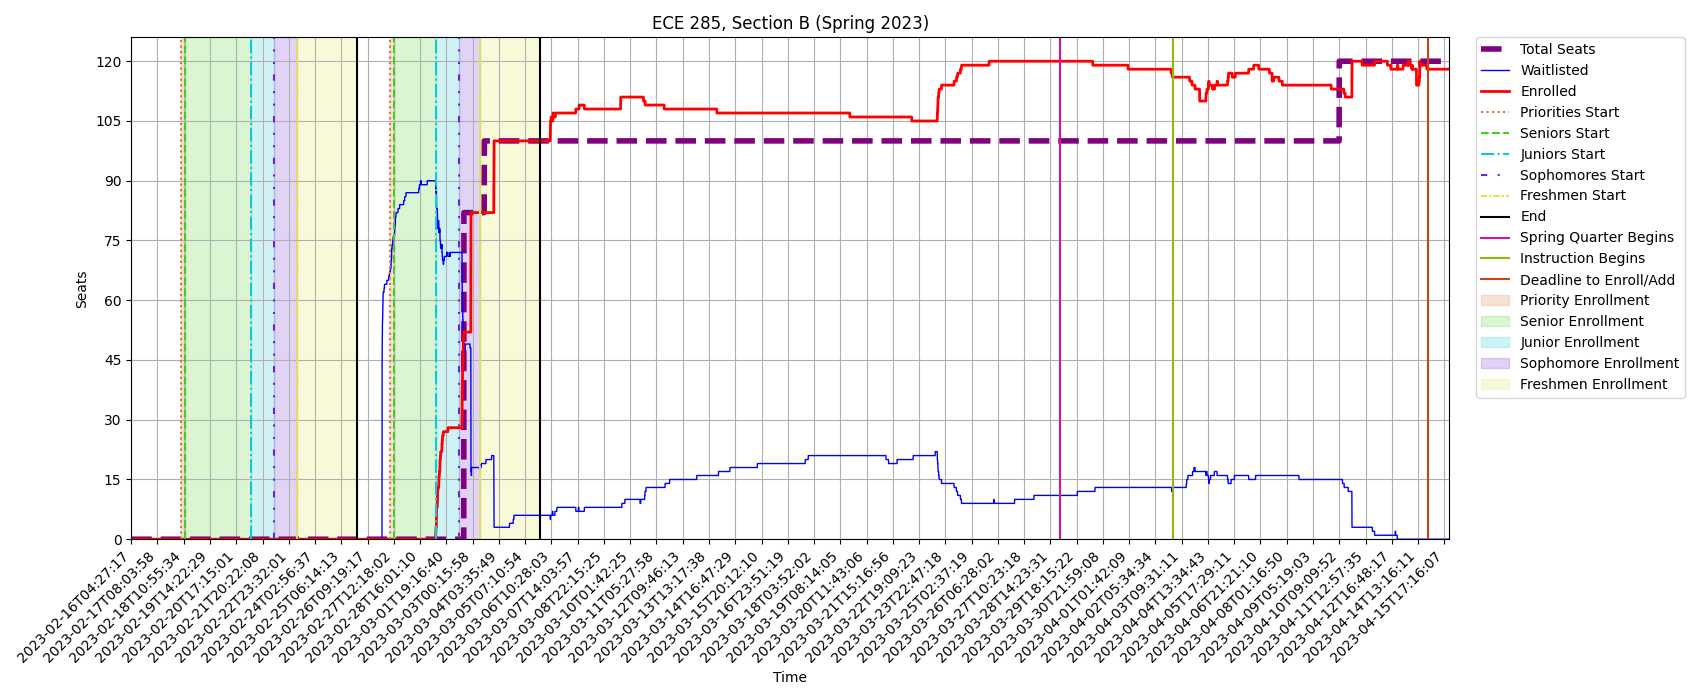 ECE 285, Section B (Spring 2023)
Seats
120
105
90
75
60
45
30
15
0
2023-02-16T04:27:17
2023-02-17T08:03:58
2023-02-18T10:55:34
2023-02-19T14:22:29
2023-02-20T17:15:01
2023-02-21T20:22:08
2023-02-22T23:32:01
2023-02-24T02:56:37
2023-02-25T06:14:13
2023-02-26T09:19:17
2023-02-27T12:18:02
2023-02-28T16:01:10
2023-03-01T19:16:40
2023-03-03T00:15:58
2023-03-04T03:35:49
2023-03-05T07:10:54
2023-03-06T10:28:03
2023-03-07T14:03:57
2023-03-08T22:15:25
2023-03-10T01:42:25
2023-03-11T05:27:58
2023-03-12T09:46:13
2023-03-13T13:17:38
2023-03-14T16:47:29
2023-03-15T20:12:10
2023-03-16T23:51:19
2023-03-18T03:52:02
2023-03-19T08:14:05
2023-03-20T11:43:06
2023-03-21T15:16:56
2023-03-22T19:09:23
2023-03-23T22:47:18
2023-03-25T02:37:19
2023-03-26T06:28:02
2023-03-27T10:23:18
2023-03-28T14:23:31
2023-03-29T18:15:22
2023-03-30T21:59:08
2023-04-01T01:42:09
2023-04-02T05:34:34
2023-04-03T09:31:11
2023-04-04T13:34:43
2023-04-05T17:29:11
2023-04-06T21:21:10
2023-04-08T01:16:50
2023-04-09T05:19:03
2023-04-10T09:09:52
2023-04-11T12:57:35
2023-04-12T16:48:17
2023-04-14T13:16:11
2023-04-15T17:16:07
Time
Total Seats
Waitlisted
Enrolled
Priorities Start
Seniors Start
Juniors Start
Sophomores Start
Freshmen Start
End
Spring Quarter Begins
Instruction Begins
Deadline to Enroll/Add
Priority Enrollment
Senior Enrollment
Junior Enrollment
Sophomore Enrollment
Freshmen Enrollment